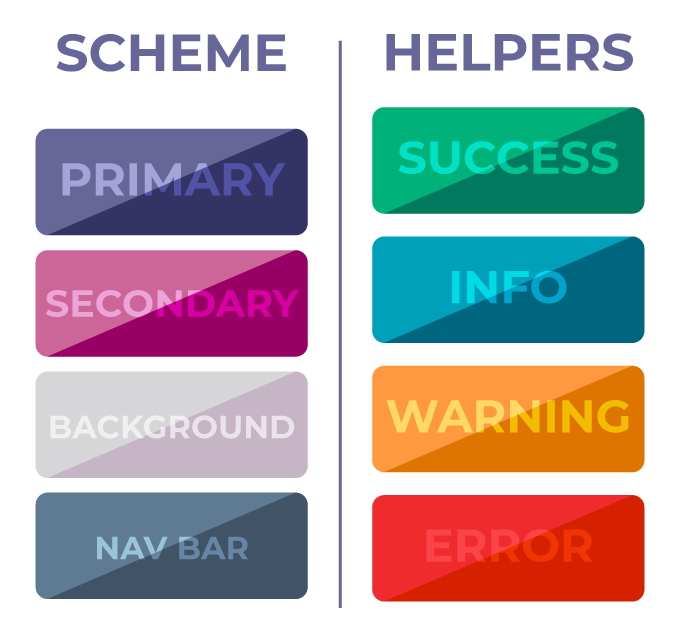 SCHEME
PRIMARY
SECONDARY
BACKGROUND
NAV BAR
HELPERS
SUCCESS
INFO
WARNING
ERROR